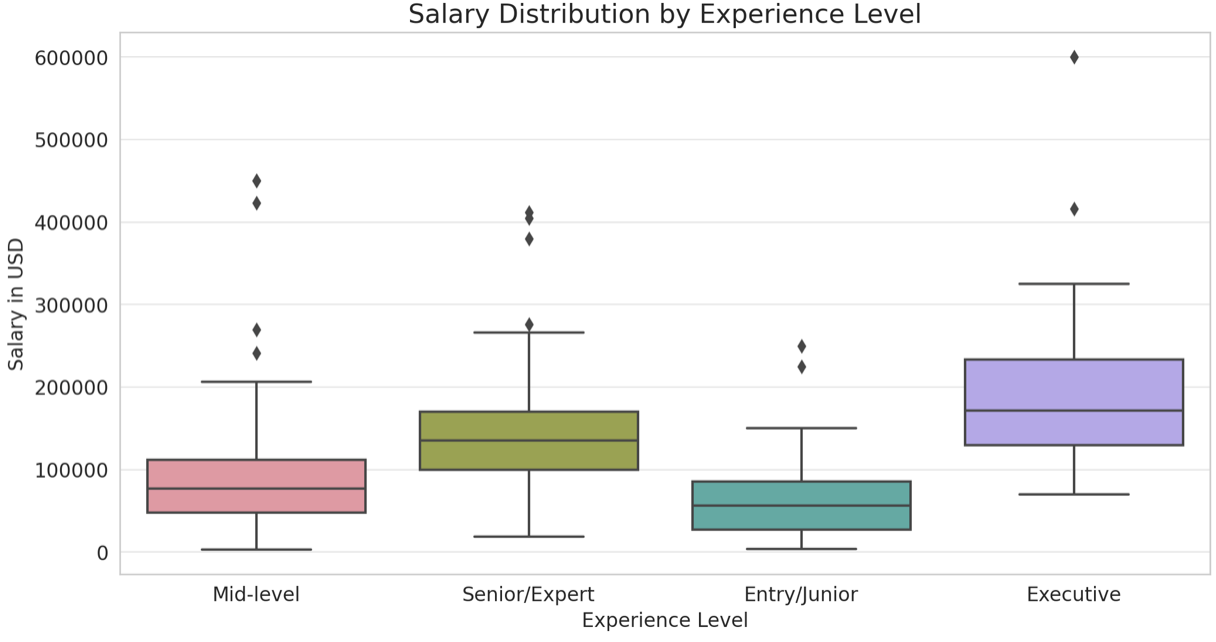 Salary Distribution by Experience Level
600000
500000
400000
300000
200000
100000
0
Salary in USD
Mid-level
Senior/Expert
Entry/Junior
Executive
Experience Level